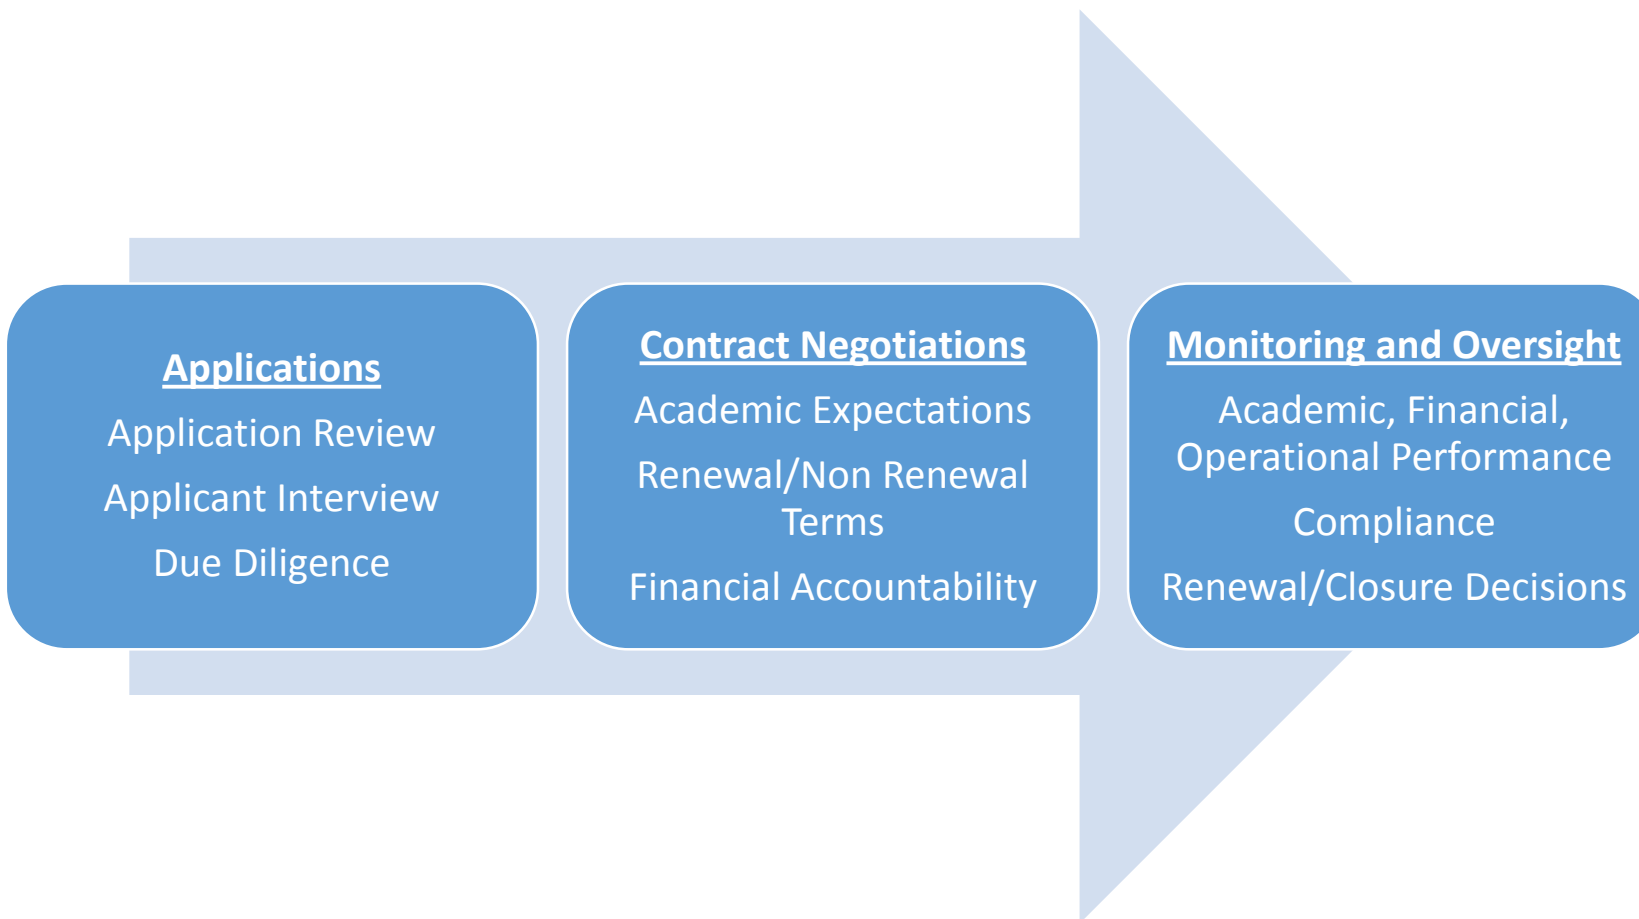 Applications
Application Review
Applicant Interview
Due Diligence
Contract Negotiations
Academic Expectations
Renewal/Non Renewal
Terms
Financial Accountability
Monitoring and Oversight
Academic, Financial,
Operational Performance
Compliance
Renewal/Closure Decisions